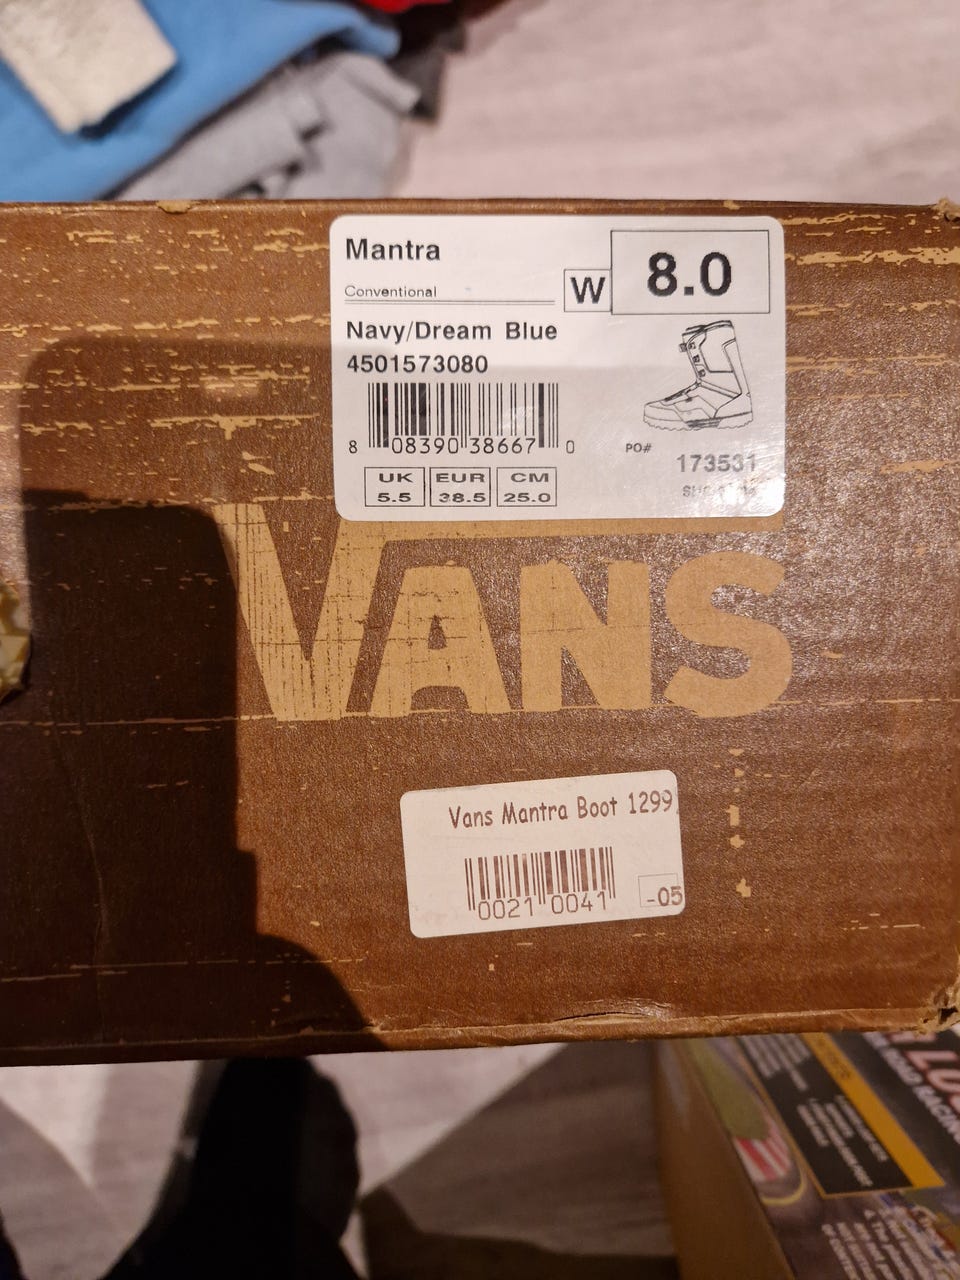 Mantra
Conventional
W
8.0
Navy/Dream Blue
4501573080
8 08390 38667 0
PO#
173531
UK EUR CM
5.5 38.5 25.0
VANS
Vans Mantra Boot 1299
0021 0041
-05